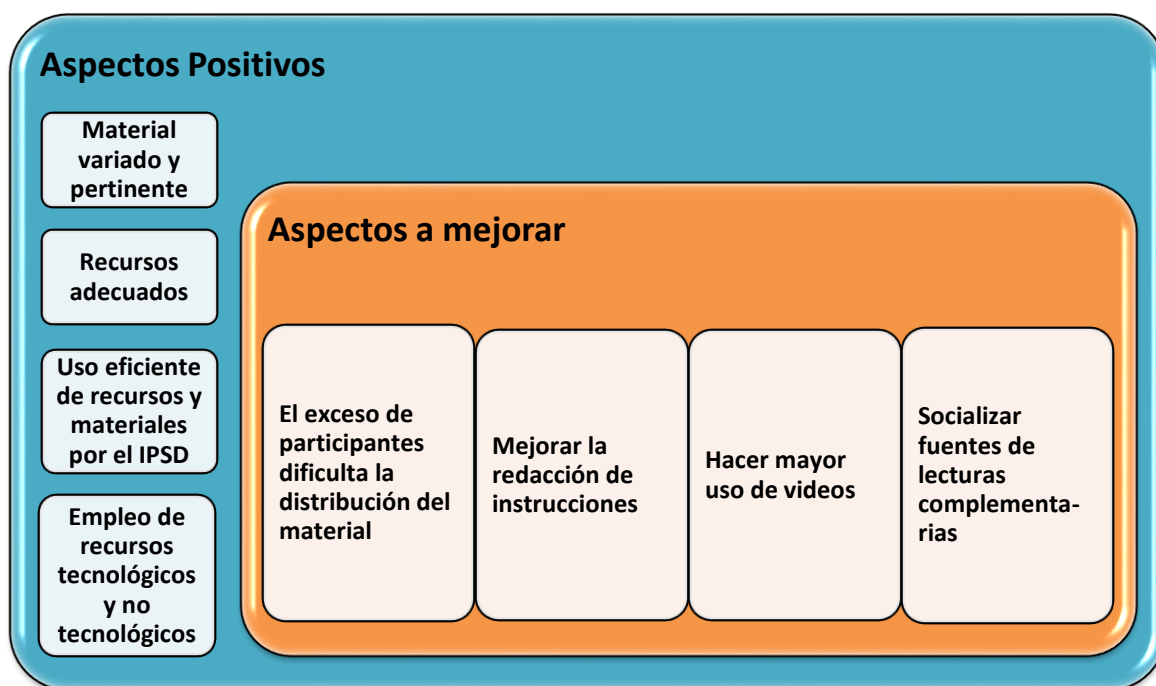 Aspectos Positivos
Material
variado y
pertinente
Recursos
adecuados
Uso eficiente
de recursos y
materiales
por el IPSD
Empleo de
recursos
tecnológicos
y no
tecnológicos
Aspectos a mejorar
El exceso de
participantes
dificulta la
distribución del
material
Mejorar la
redacción de
instrucciones
Hacer mayor
uso de videos
Socializar
fuentes de
lecturas
complementa-
rias